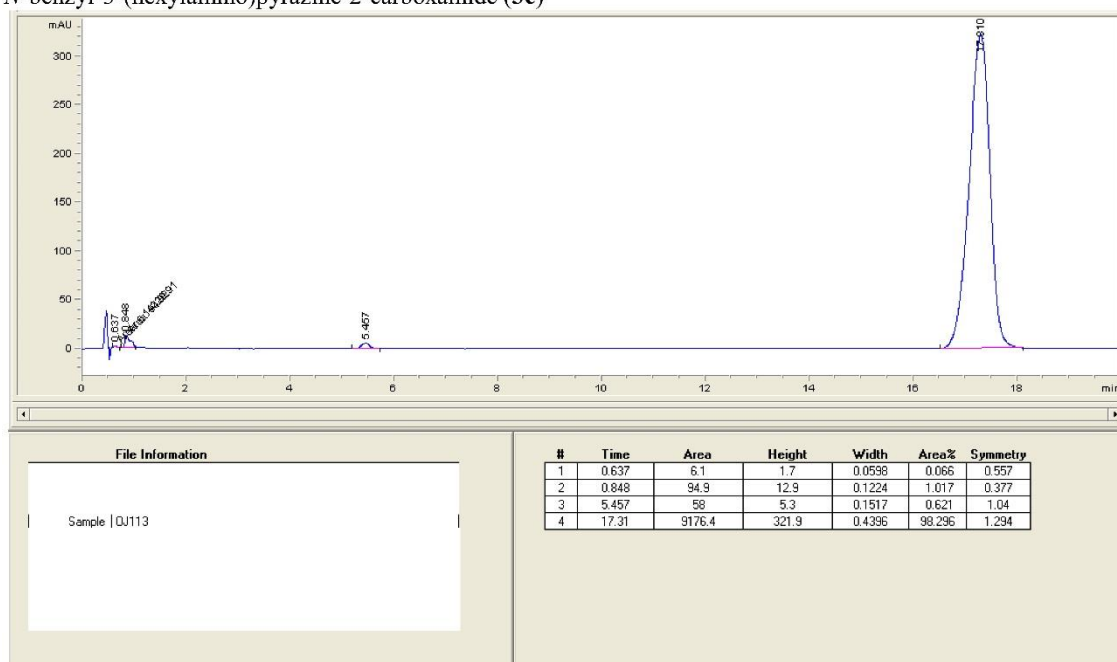 N-benzyl-3-(hexylamino)pyrazine-2-carboxamide
mAU
300
250
200
150
100
50
0
0.637
0.848
5.457
17.310
0 2 4 6 8 10 12 14 16 18 min
File Information
Sample OJ113
# Time Area Height Width Area% Symmetry
1 0.637 6.1 1.7 0.0598 0.066 0.557
2 0.848 94.9 12.9 0.1224 1.017 0.377
3 5.457 58 5.3 0.1517 0.621 1.04
4 17.31 9176.4 321.9 0.4396 98.296 1.294